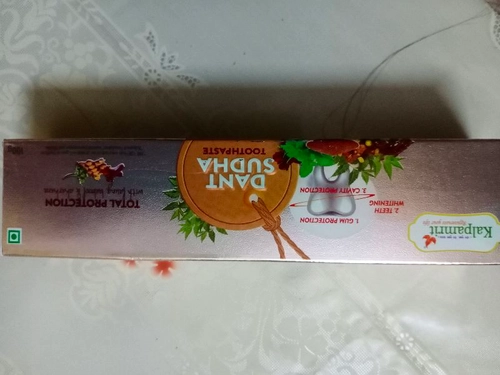 Kalpamrit
1. GUM PROTECTION
2. TEETH
WHITENING
3. CAVITY PROTECTION
DANT
SUDHA
TOOTHPASTE
TOTAL PROTECTION